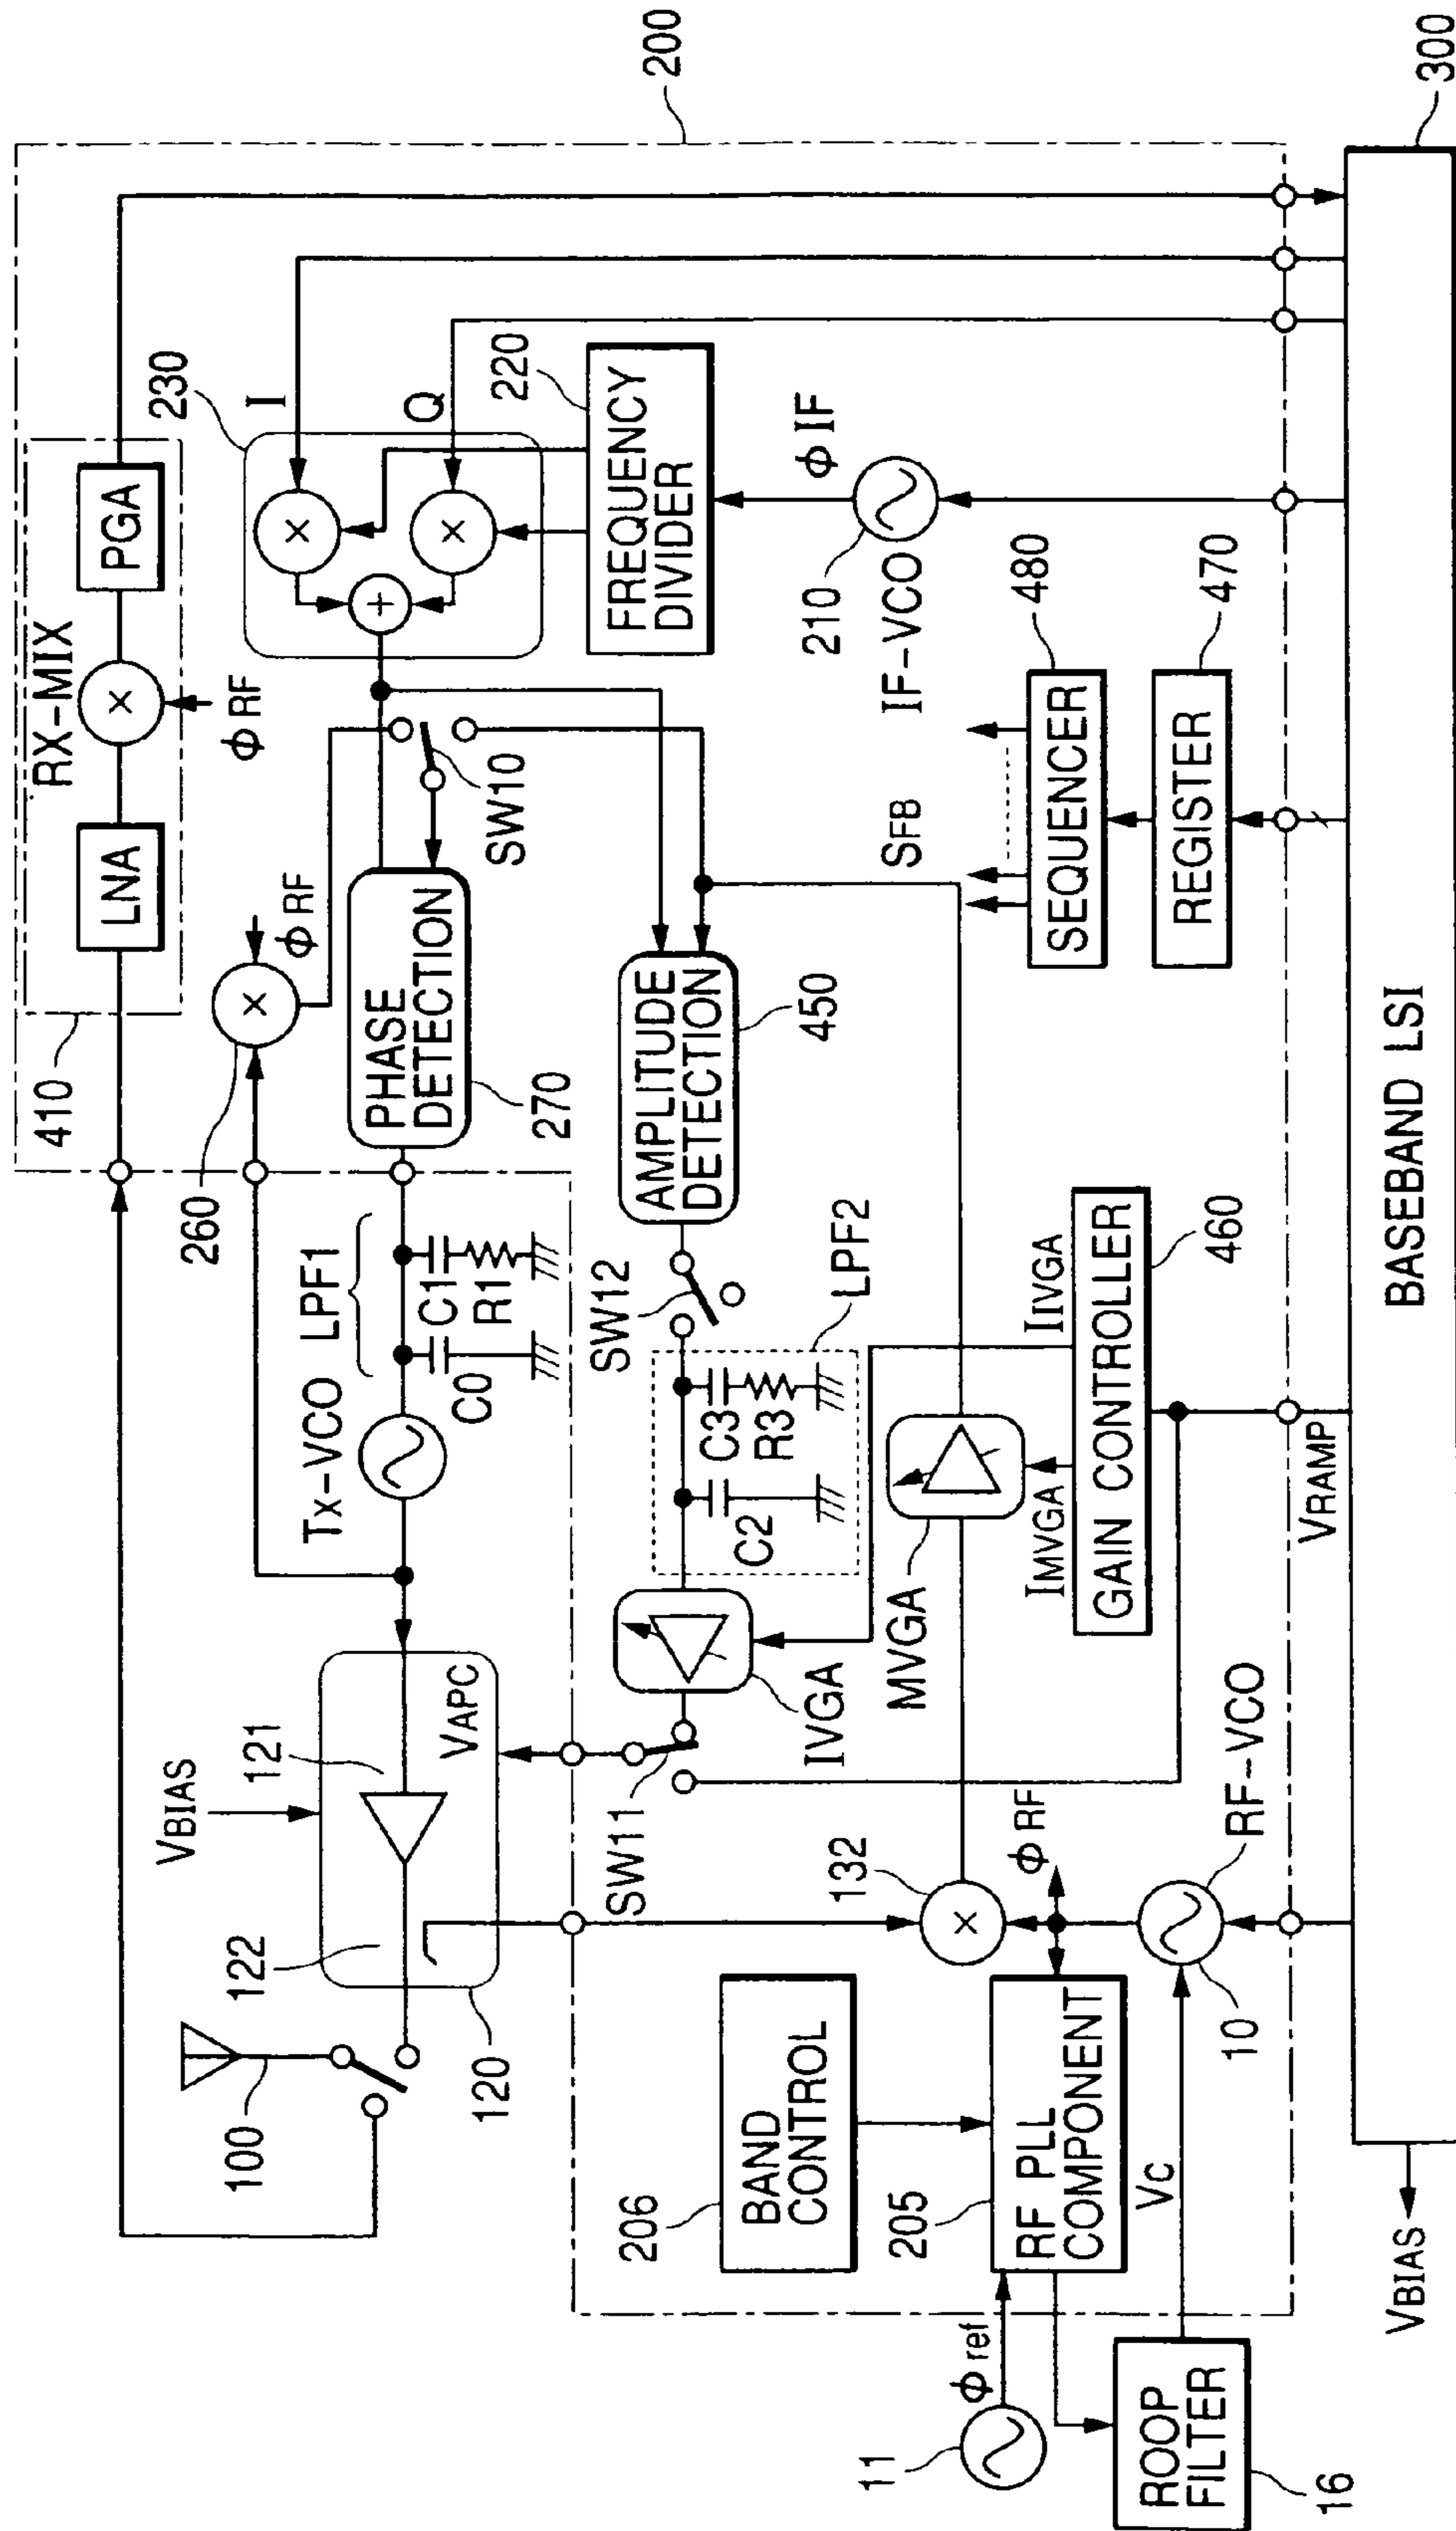 200
300
410
LNA
RX-MIX
×
ΦRF
PGA
230
I
Q
×
×
+
260
×
ΦRF
SW10
PHASE
DETECTION
270
220
FREQUENCY
DIVIDER
ΦIF
210
IF-VCO
AMPLITUDE
DETECTION
450
SFB
480
SEQUENCER
470
REGISTER
100
VBIAS
121
122
VAPC
120
Tx-VCO
LPF1
C0
C1
R1
SW11
IVGA
SW12
LPF2
C2
C3
R3
132
×
MVGA
IMVGA
IIVGA
GAIN CONTROLLER
460
ΦRF
RF-VCO
10
VRAMP
206
BAND
CONTROL
205
RF PLL
COMPONENT
VC
11
Φref
ROOP
FILTER
16
VBIAS
BASEBAND LSI